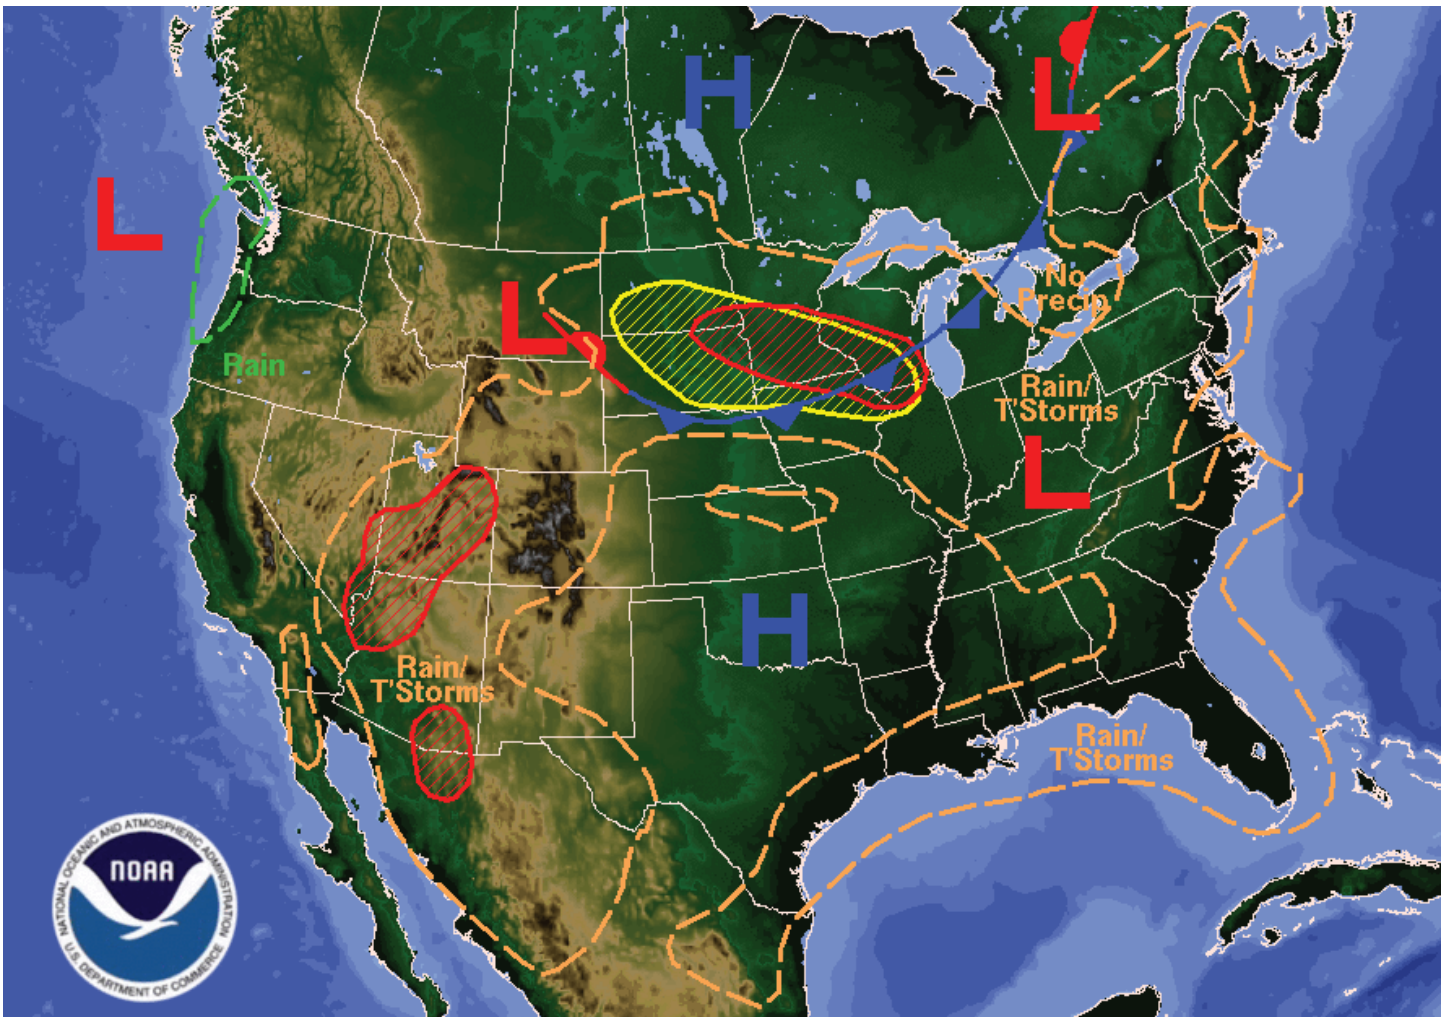 H
L
L
No
Precip.
L
Rain
Rain/
T'Storms
L
H
Rain/
T'Storms
Rain/
T'Storms
NOAA
NATIONAL OCEANIC AND ATMOSPHERIC ADMINISTRATION
U.S. DEPARTMENT OF COMMERCE